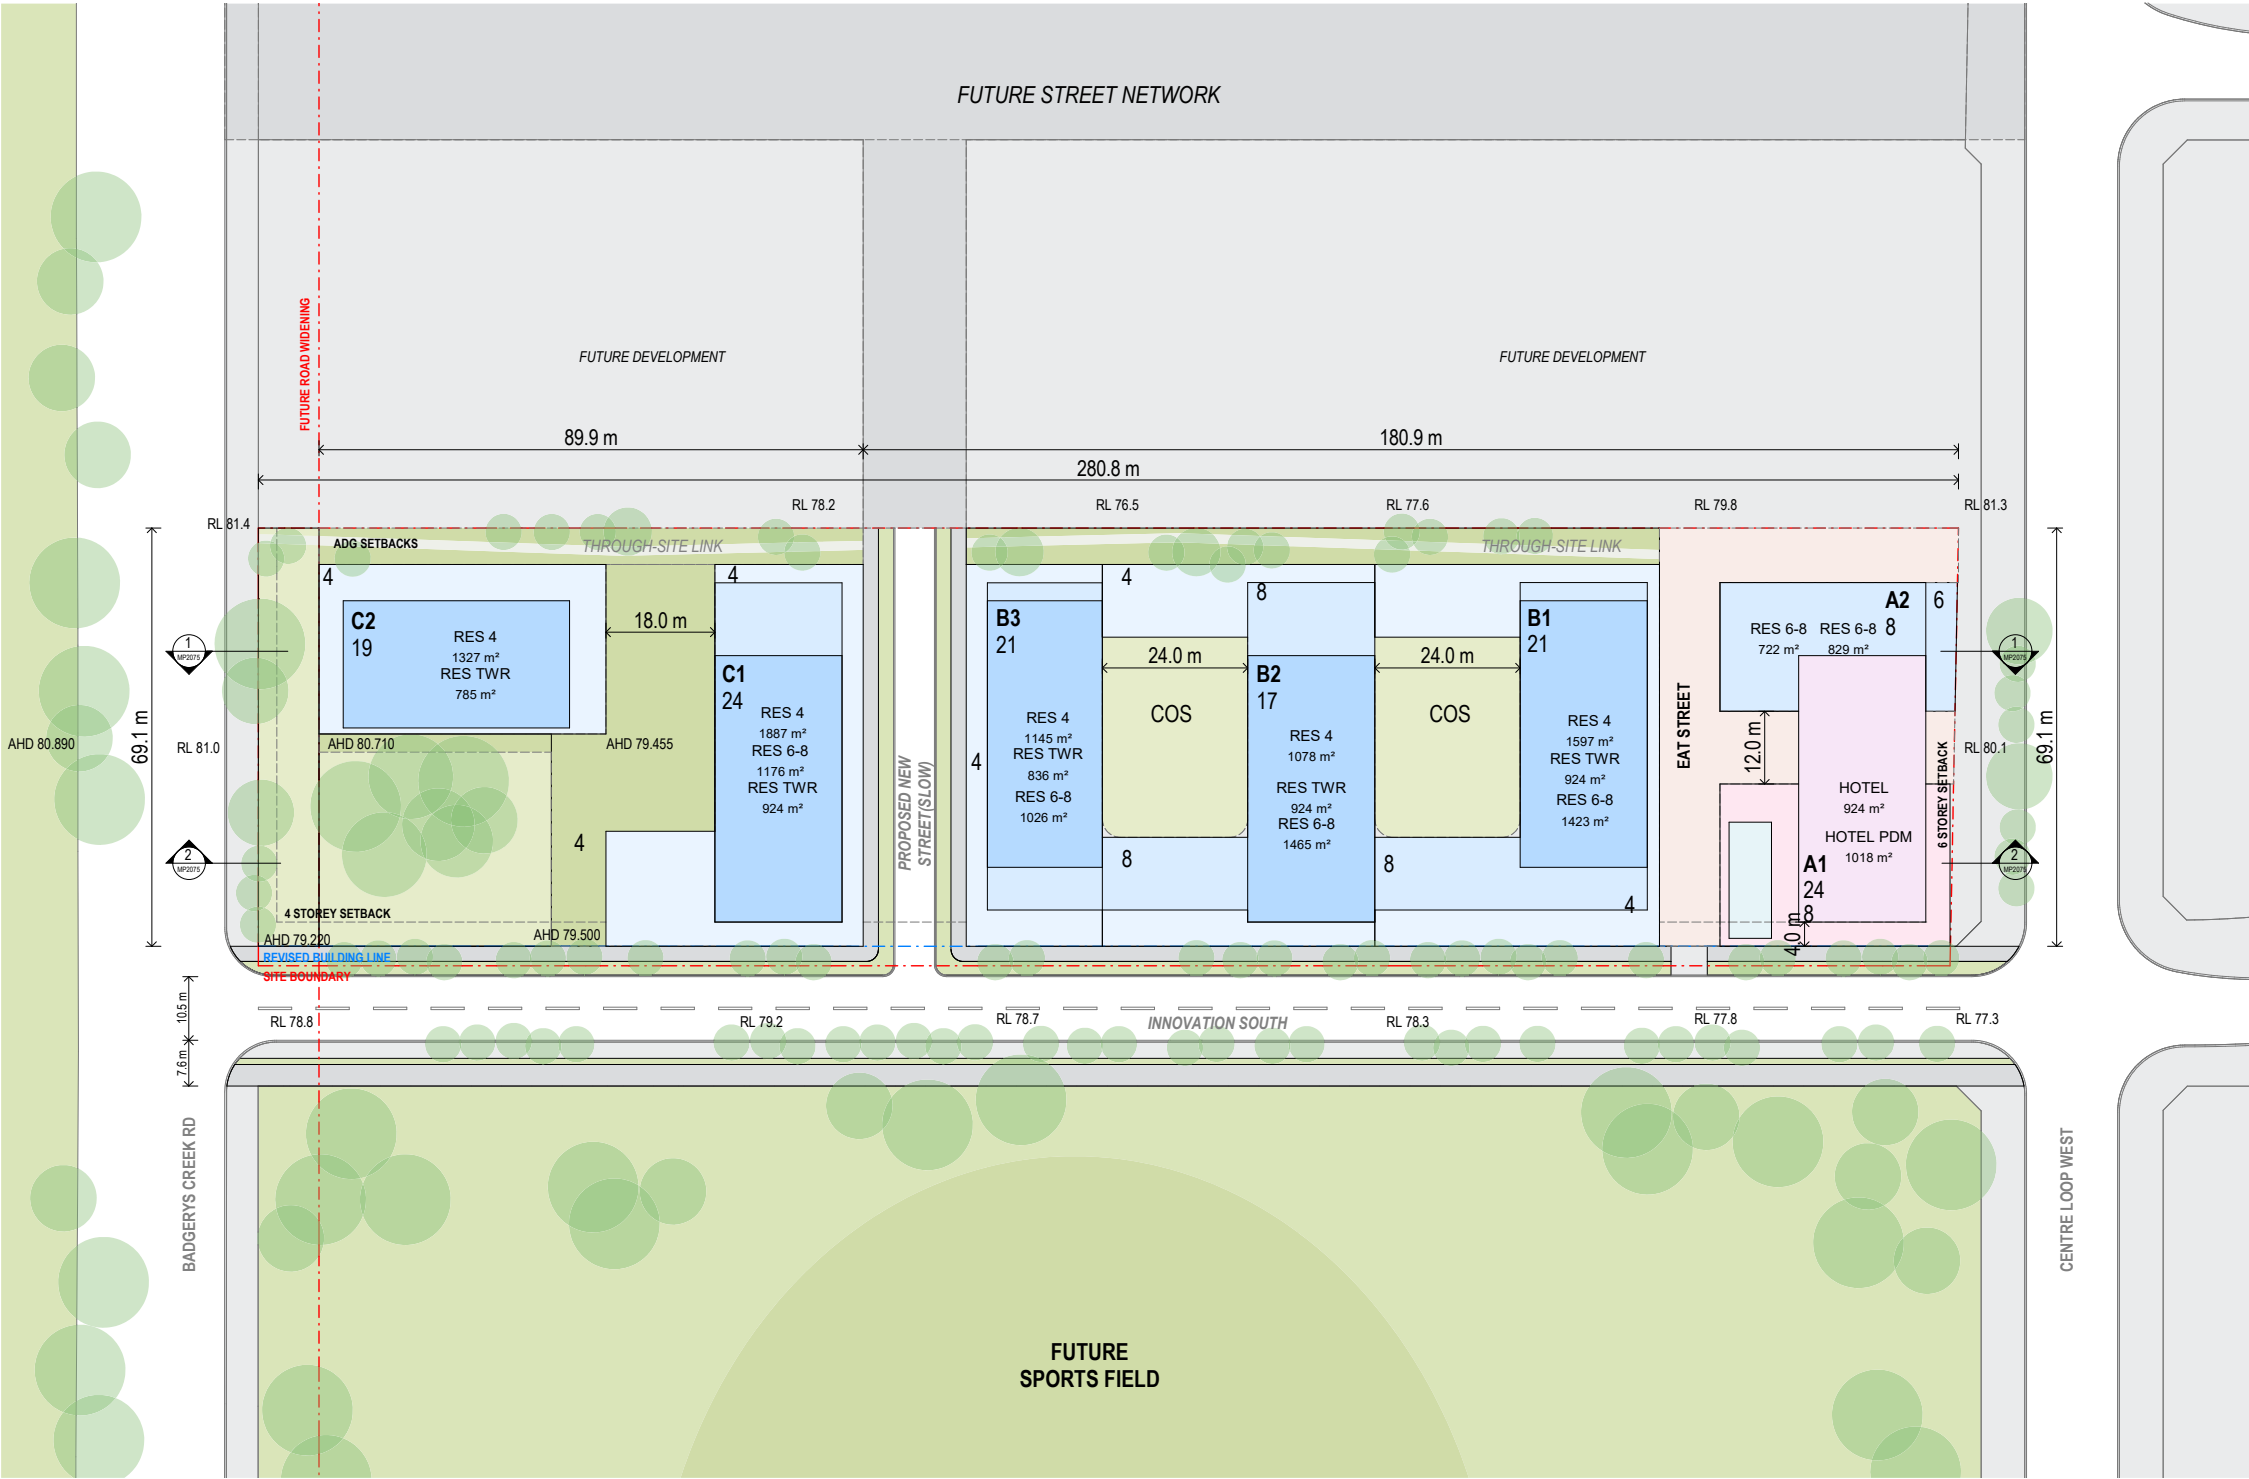 FUTURE STREET NETWORK
FUTURE ROAD WIDENING
FUTURE DEVELOPMENT
FUTURE DEVELOPMENT
89.9 m
180.9 m
280.8 m
RL 81.4
RL 78.2
RL 76.5
RL 77.6
RL 79.8
RL 81.3
ADG SETBACKS
THROUGH-SITE LINK
THROUGH-SITE LINK
4
4
4
8
6
C2
19
RES 4
1327 m²
RES TWR
785 m²
18.0 m
C1
24
RES 4
1887 m²
RES 6-8
1176 m²
RES TWR
924 m²
B3
21
RES 4
1145 m²
RES TWR
836 m²
RES 6-8
1026 m²
4
24.0 m
COS
B2
17
RES 4
1078 m²
RES TWR
924 m²
RES 6-8
1465 m²
24.0 m
COS
B1
21
RES 4
1597 m²
RES TWR
924 m²
RES 6-8
1423 m²
EAT STREET
A2
8
RES 6-8
722 m²
RES 6-8
829 m²
12.0 m
HOTEL
924 m²
HOTEL PDM
1018 m²
A1
24
8
4.0 m
6 STOREY SETBACK
1
MP2075
1
MP2075
2
MP2075
2
MP2075
69.1 m
69.1 m
AHD 80.890
RL 81.0
AHD 80.710
AHD 79.455
RL 80.1
PROPOSED NEW
STREET(SLOW)
4
8
8
4
4 STOREY SETBACK
AHD 79.220
AHD 79.500
REVISED BUILDING LINE
SITE BOUNDARY
10.5 m
7.6 m
RL 78.8
RL 79.2
RL 78.7
INNOVATION SOUTH
RL 78.3
RL 77.8
RL 77.3
BADGERYS CREEK RD
CENTRE LOOP WEST
FUTURE
SPORTS FIELD